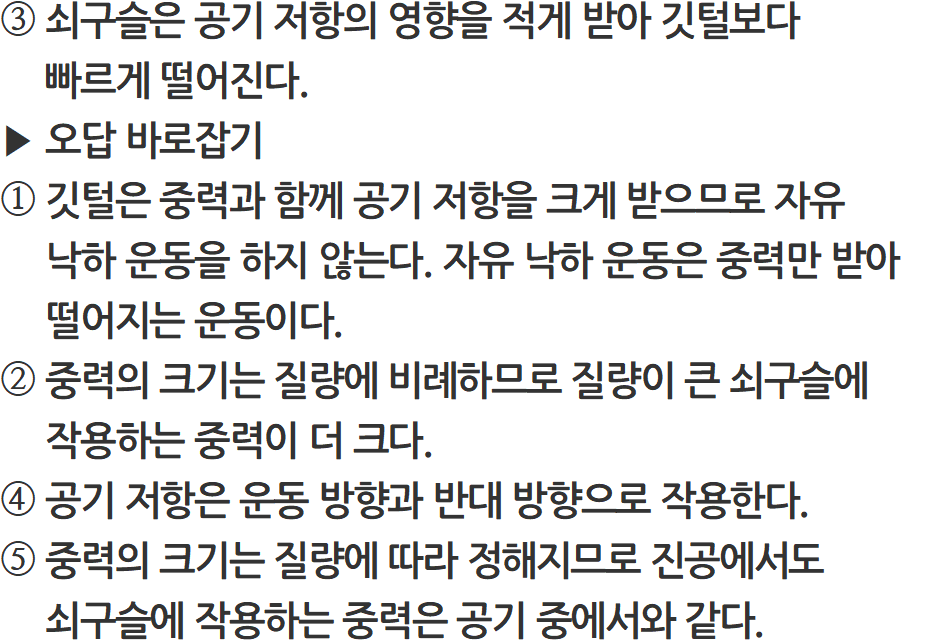 ③ 쇠구슬은 공기 저항의 영향을 적게 받아 깃털보다
빠르게 떨어진다.
▶ 오답 바로잡기
① 깃털은 중력과 함께 공기 저항을 크게 받으므로 자유
낙하 운동을 하지 않는다. 자유 낙하 운동은 중력만 받아
떨어지는 운동이다.
② 중력의 크기는 질량에 비례하므로 질량이 큰 쇠구슬에
작용하는 중력이 더 크다.
④ 공기 저항은 운동 방향과 반대 방향으로 작용한다.
⑤ 중력의 크기는 질량에 따라 정해지므로 진공에서도
쇠구슬에 작용하는 중력은 공기 중에서와 같다.